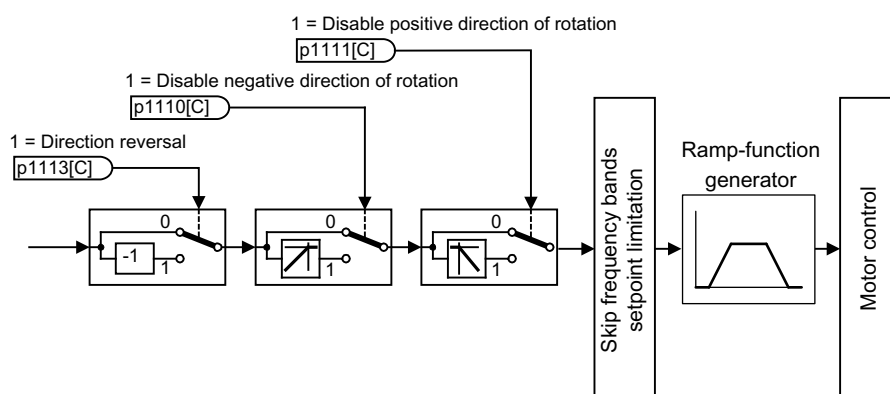 1 = Disable positive direction of rotation
p1111[C]
1 = Disable negative direction of rotation
p1110[C]
1 = Direction reversal
p1113[C]
0
-1
1
0
1
0
1
Skip frequency bands
setpoint limitation
Ramp-function
generator
Motor control